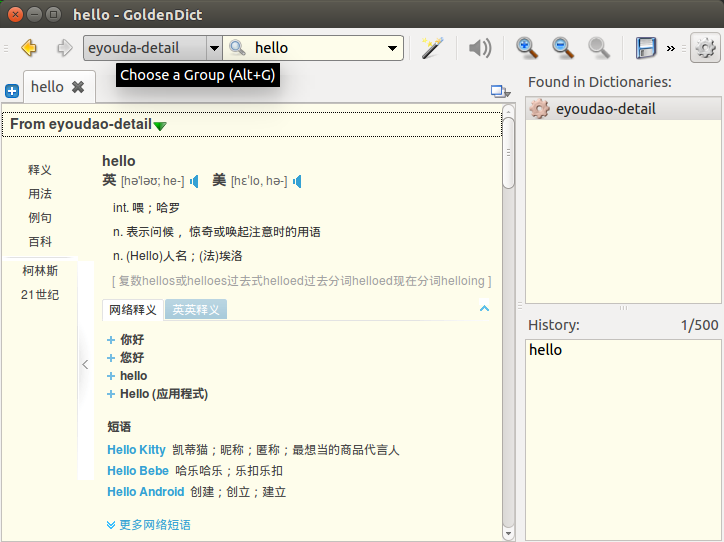 hello - GoldenDict
eyouda-detail
hello
»
Choose a Group (Alt+G)
hello
From eyoudao-detail
释义
用法
例句
百科
柯林斯
21世纪
hello
英 [hə'ləʊ; he-] 美 [hɛˈlo, hə-]
int. 喂；哈罗
n. 表示问候， 惊奇或唤起注意时的用语
n. (Hello)人名；(法)埃洛
[ 复数hellos或helloes过去式helloed过去分词helloed现在分词helloing ]
网络释义 英英释义
你好
您好
hello
Hello (应用程式)
短语
Hello Kitty 凯蒂猫；昵称；匿称；最想当的商品代言人
Hello Bebe 哈乐哈乐；乐扣乐扣
Hello Android 创建；创立；建立
更多网络短语
Found in Dictionaries:
eyoudao-detail
History: 1/500
hello